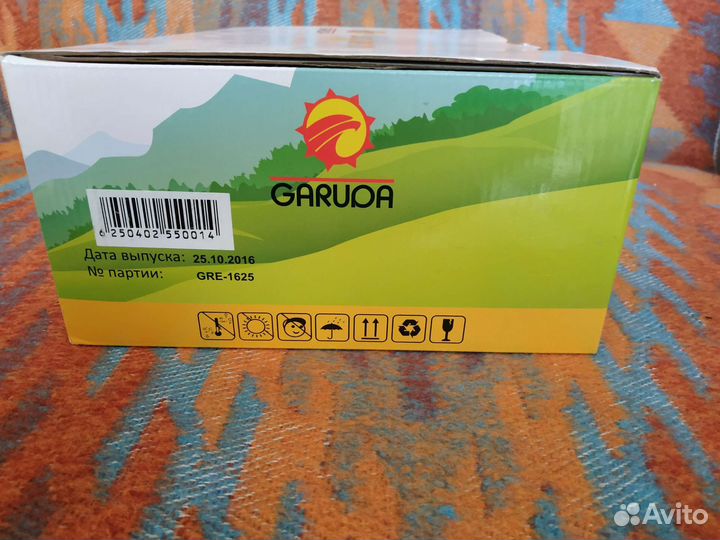 GARUDA
6 250402 550014
Дата выпуска: 25.10.2016
№ партии: GRE-1625
Avito